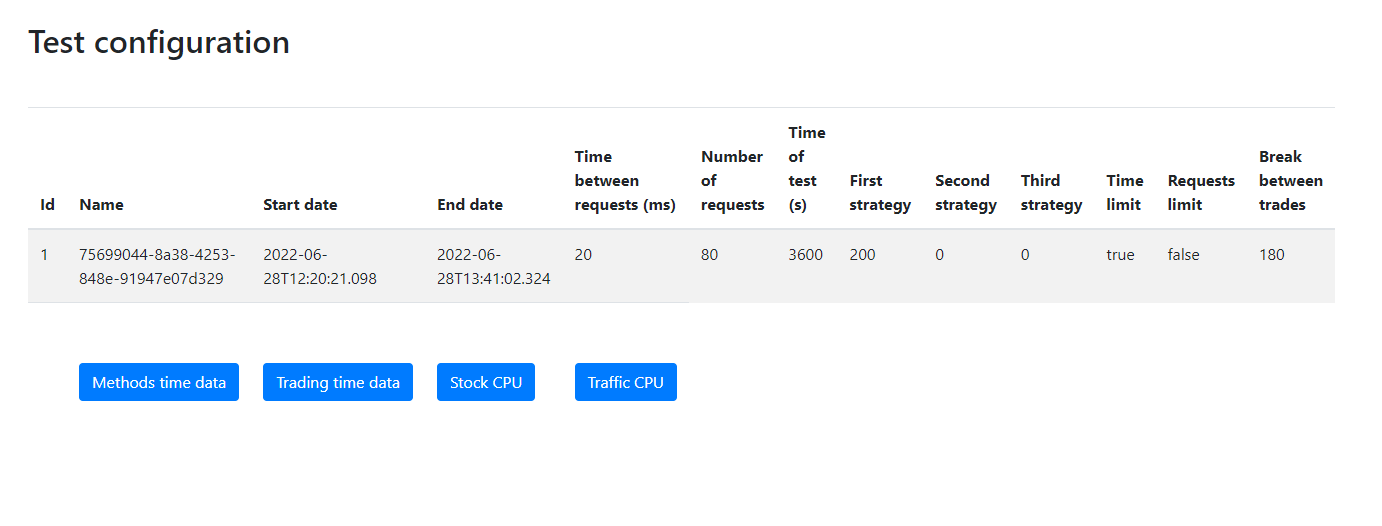 Test configuration
Id
Name
Start date
End date
Time
between
requests (ms)
Number
of
requests
Time
of
test
(s)
First
strategy
Second
strategy
Third
strategy
Time
limit
Requests
limit
Break
between
trades
1
75699044-8a38-4253-
848e-91947e07d329
2022-06-
28T12:20:21.098
2022-06-
28T13:41:02.324
20
80
3600
200
0
0
true
false
180
Methods time data
Trading time data
Stock CPU
Traffic CPU